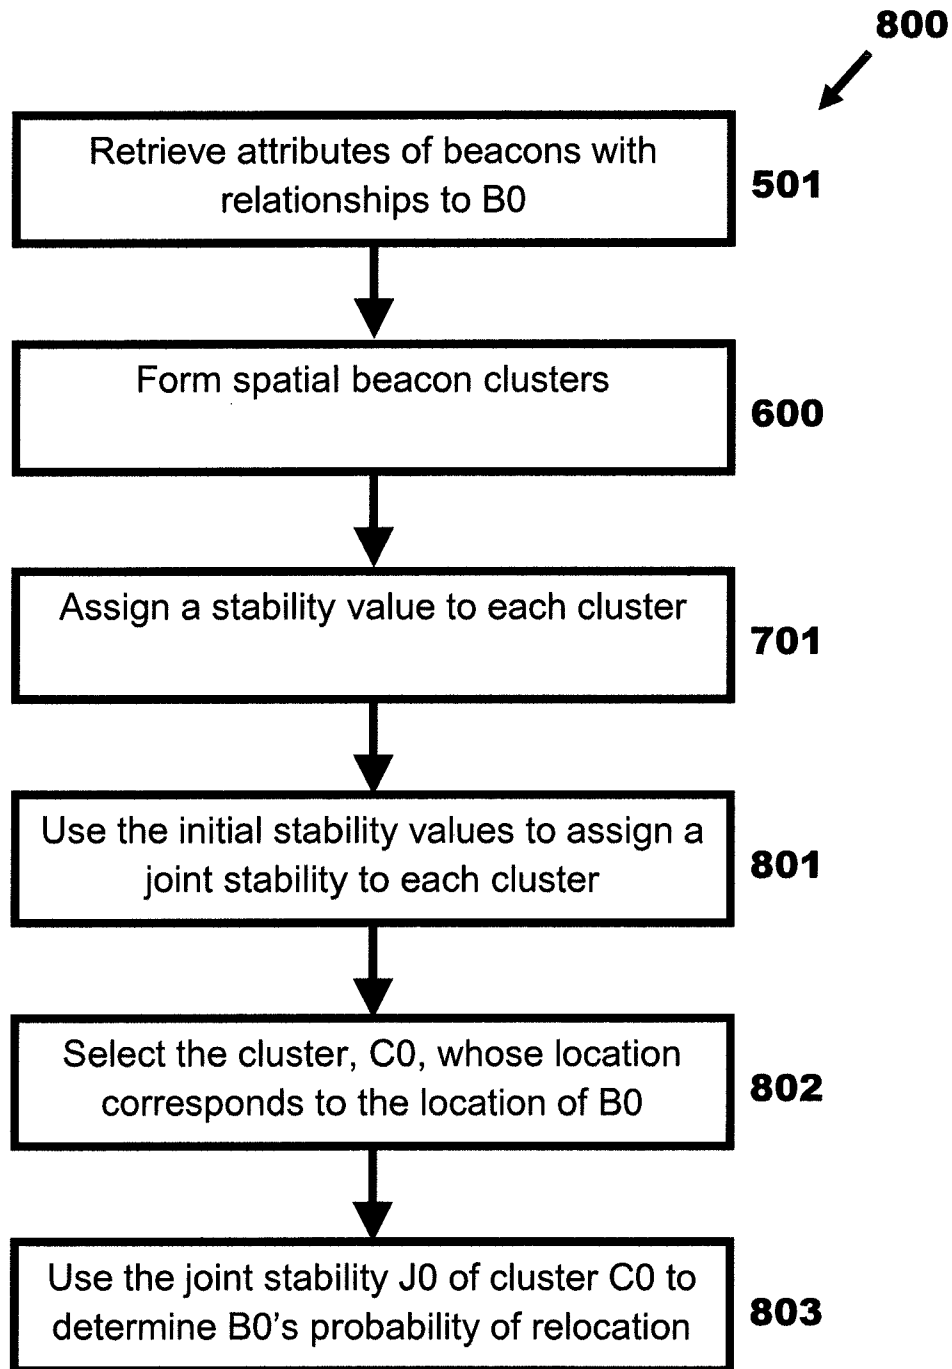 800
Retrieve attributes of beacons with
relationships to B0
501
Form spatial beacon clusters
600
Assign a stability value to each cluster
701
Use the initial stability values to assign a
joint stability to each cluster
801
Select the cluster, C0, whose location
corresponds to the location of B0
802
Use the joint stability J0 of cluster C0 to
determine B0's probability of relocation
803